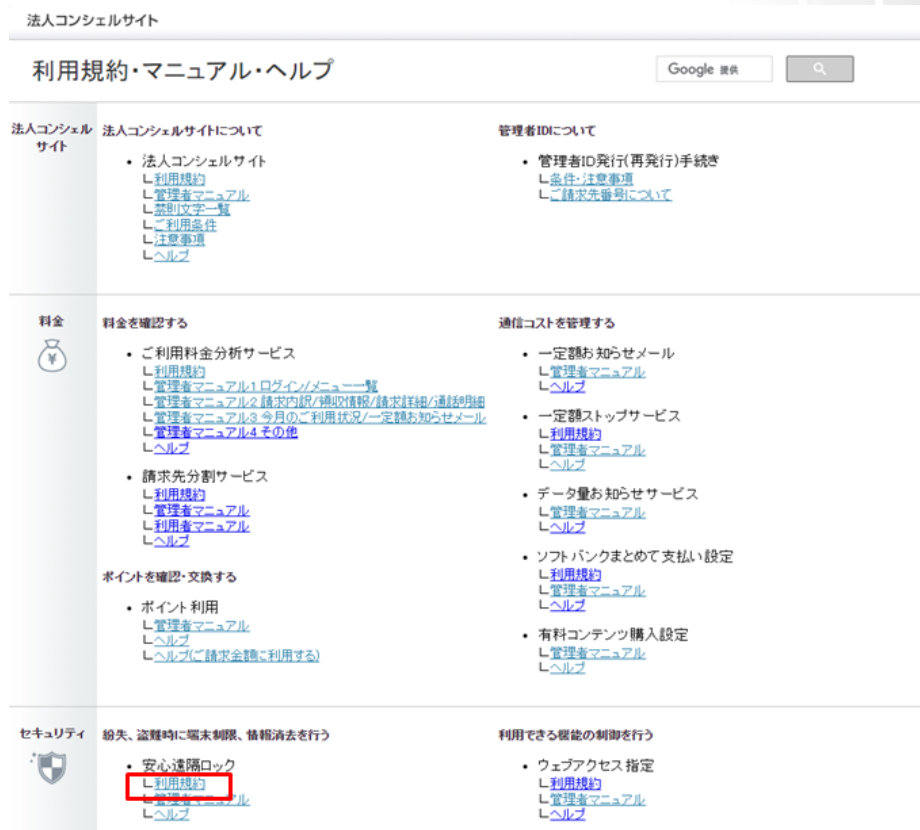 法人コンシェルサイト
利用規約･マニュアル･ヘルプ
Google 提供
法人コンシェル
サイト
法人コンシェルサイトについて
• 法人コンシェルサイト
∟利用規約
∟管理者マニュアル
∟禁則文字一覧
∟ご利用条件
∟注意事項
∟ヘルプ
管理者IDについて
• 管理者ID発行(再発行)手続き
∟条件･注意事項
∟ご請求先番号について
料金
¥
料金を確認する
• ご利用料金分析サービス
∟利用規約
∟管理者マニュアル1 ログイン/メニュー一覧
∟管理者マニュアル2 請求内訳/領収情報/請求詳細/通話明細
∟管理者マニュアル3 今月のご利用状況/一定額お知らせメール
∟管理者マニュアル4 その他
∟ヘルプ
• 請求先分割サービス
∟利用規約
∟管理者マニュアル
∟利用者マニュアル
∟ヘルプ
ポイントを確認･交換する
• ポイント利用
∟管理者マニュアル
∟ヘルプ
∟ヘルプ(ご請求金額に利用する)
通信コストを管理する
• 一定額お知らせメール
∟管理者マニュアル
∟ヘルプ
• 一定額ストップサービス
∟利用規約
∟管理者マニュアル
∟ヘルプ
• データ量お知らせサービス
∟管理者マニュアル
∟ヘルプ
• ソフトバンクまとめて支払い設定
∟利用規約
∟管理者マニュアル
∟ヘルプ
• 有料コンテンツ購入設定
∟管理者マニュアル
∟ヘルプ
セキュリティ
紛失、盗難時に端末制限、情報消去を行う
• 安心遠隔ロック
∟利用規約
∟管理者マニュアル
∟ヘルプ
利用できる機能の制御を行う
• ウェブアクセス指定
∟利用規約
∟管理者マニュアル
∟ヘルプ